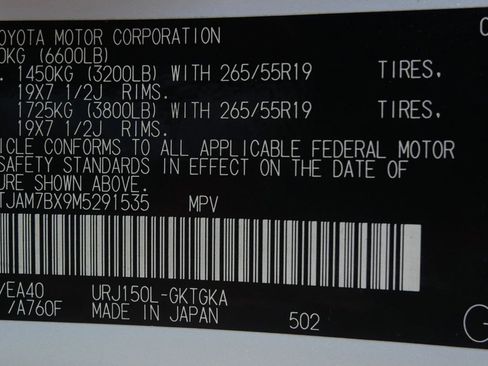 OYOTA MOTOR CORPORATION
0KG (6600LB)
. 1450KG (3200LB) WITH 265/55R19 TIRES,
19X7 1/2J RIMS.
1725KG (3800LB) WITH 265/55R19 TIRES,
19X7 1/2J RIMS.
ICLE CONFORMS TO ALL APPLICABLE FEDERAL MOTOR
SAFETY STANDARDS IN EFFECT ON THE DATE OF
URE SHOWN ABOVE.
TJAM7BX9M5291535 MPV
/EA40 URJ150L-GKTGKA
/A760F MADE IN JAPAN 502